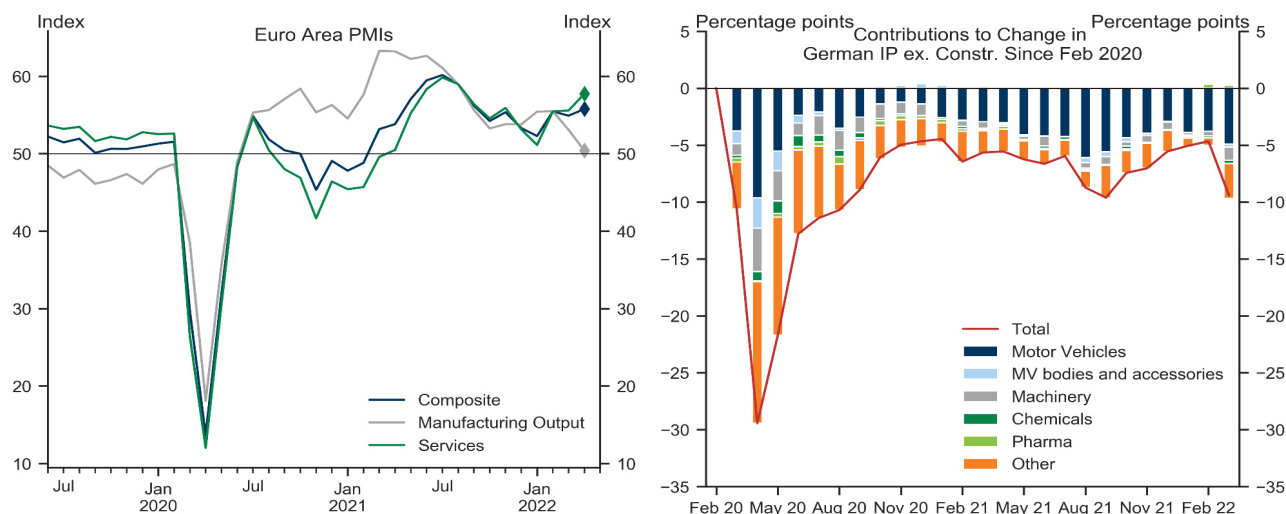 Index
Euro Area PMIs
Index
60
60
50
50
40
40
30
30
20
20
10
10
Composite
Manufacturing Output
Services
Jul
Jan
2020
Jul
Jan
2021
Jul
Jan
2022
Percentage points
Percentage points
Contributions to Change in
German IP ex. Constr. Since Feb 2020
5
5
0
0
−5
−5
−10
−10
−15
−15
−20
−20
−25
−25
−30
−30
−35
−35
Total
Motor Vehicles
MV bodies and accessories
Machinery
Chemicals
Pharma
Other
Feb 20
May 20
Aug 20
Nov 20
Feb 21
May 21
Aug 21
Nov 21
Feb 22